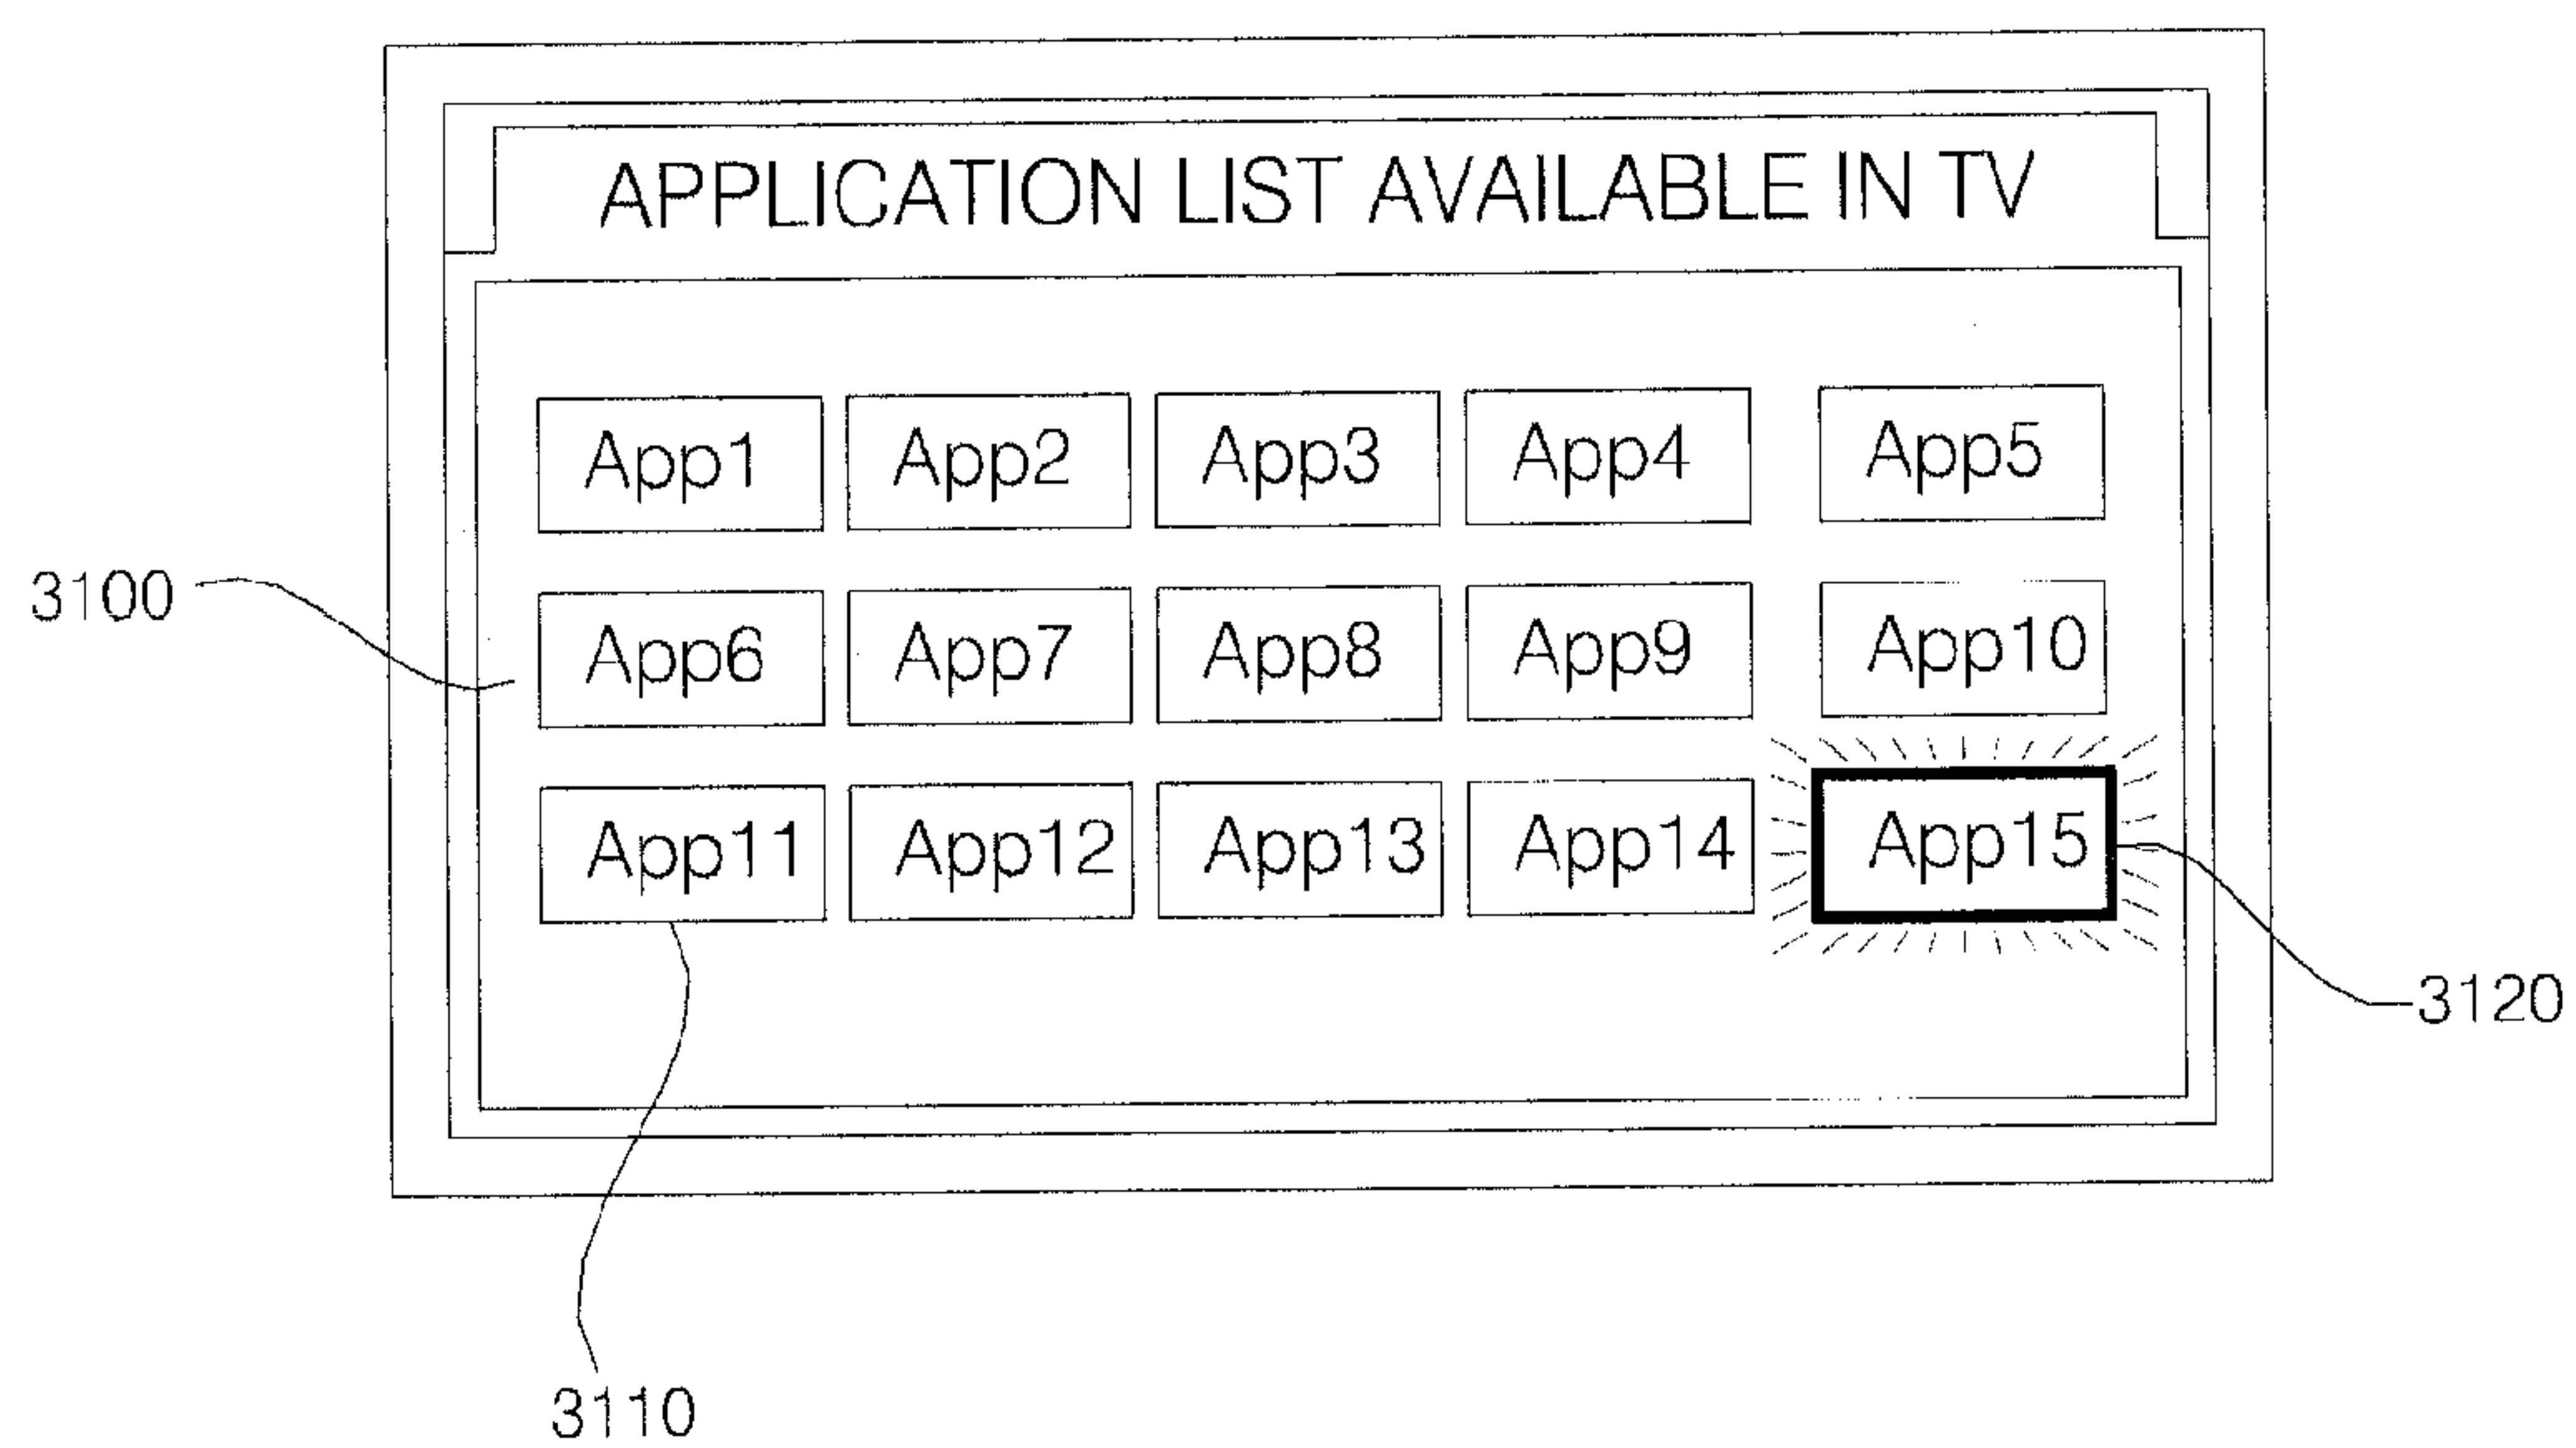 APPLICATION LIST AVAILABLE IN TV
App1 App2 App3 App4 App5
3100
App6 App7 App8 App9 App10
App11 App12 App13 App14 App15
3120
3110